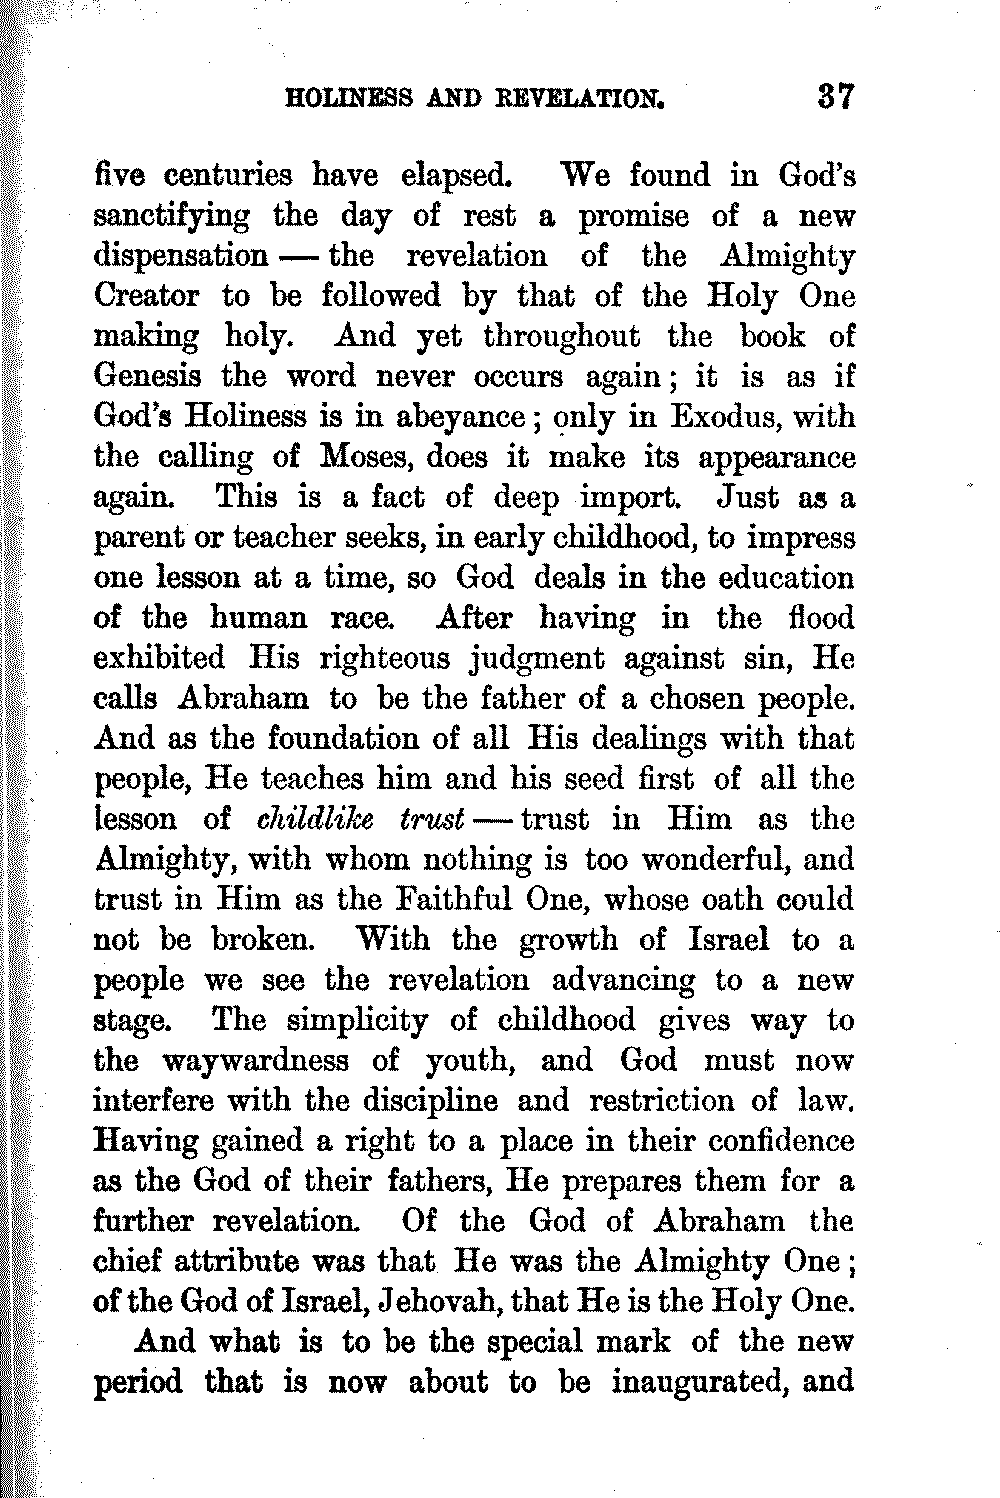 HOLINESS AND REVELATION. 37
five centuries have elapsed. We found in God's
sanctifying the day of rest a promise of a new
dispensation — the revelation of the Almighty
Creator to be followed by that of the Holy One
making holy. And yet throughout the book of
Genesis the word never occurs again; it is as if
God's Holiness is in abeyance; only in Exodus, with
the calling of Moses, does it make its appearance
again. This is a fact of deep import. Just as a
parent or teacher seeks, in early childhood, to impress
one lesson at a time, so God deals in the education
of the human race. After having in the flood
exhibited His righteous judgment against sin, He
calls Abraham to be the father of a chosen people.
And as the foundation of all His dealings with that
people, He teaches him and his seed first of all the
lesson of childlike trust — trust in Him as the
Almighty, with whom nothing is too wonderful, and
trust in Him as the Faithful One, whose oath could
not be broken. With the growth of Israel to a
people we see the revelation advancing to a new
stage. The simplicity of childhood gives way to
the waywardness of youth, and God must now
interfere with the discipline and restriction of law.
Having gained a right to a place in their confidence
as the God of their fathers, He prepares them for a
further revelation. Of the God of Abraham the
chief attribute was that He was the Almighty One;
of the God of Israel, Jehovah, that He is the Holy One.
And what is to be the special mark of the new
period that is now about to be inaugurated, and